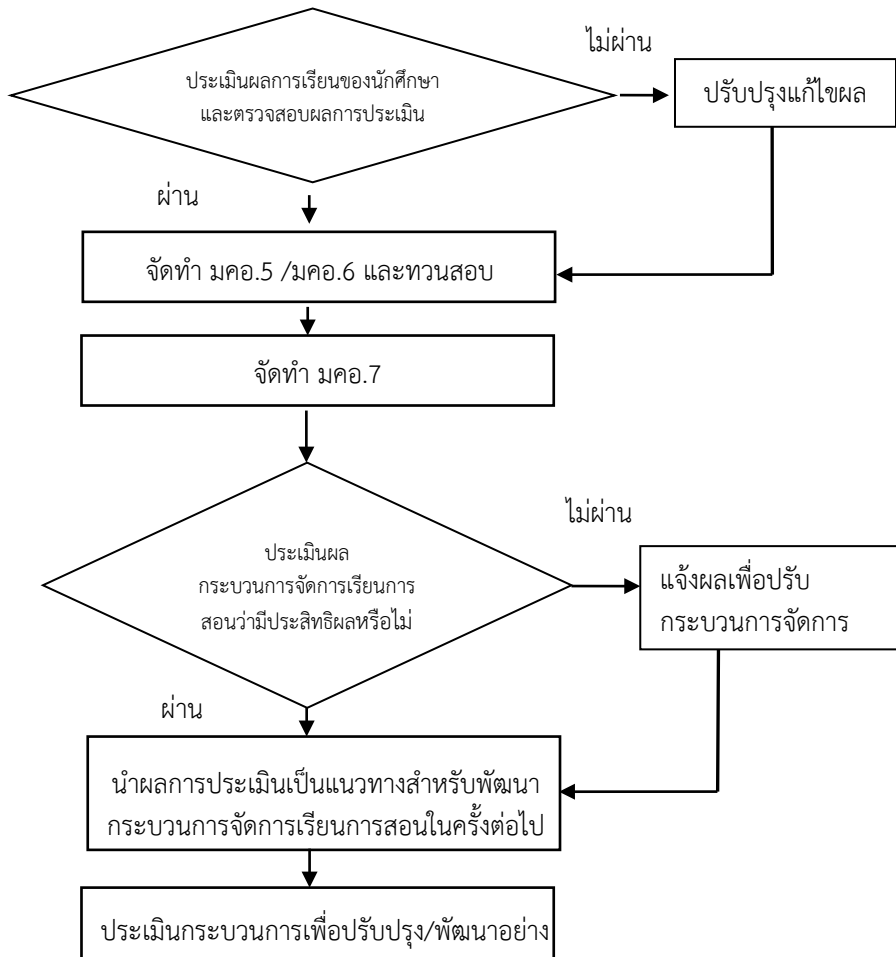 ไม่ผ่าน
ประเมินผลการเรียนของนักศึกษา
และตรวจสอบผลการประเมิน
ปรับปรุงแก้ไขผล
ผ่าน
จัดทำ มคอ.5 /มคอ.6 และทวนสอบ
จัดทำ มคอ.7
ไม่ผ่าน
ประเมินผล
กระบวนการจัดการเรียนการ
สอนว่ามีประสิทธิผลหรือไม่
แจ้งผลเพื่อปรับ
กระบวนการจัดการ
ผ่าน
นำผลการประเมินเป็นแนวทางสำหรับพัฒนา
กระบวนการจัดการเรียนการสอนในครั้งต่อไป
ประเมินกระบวนการเพื่อปรับปรุง/พัฒนาอย่าง